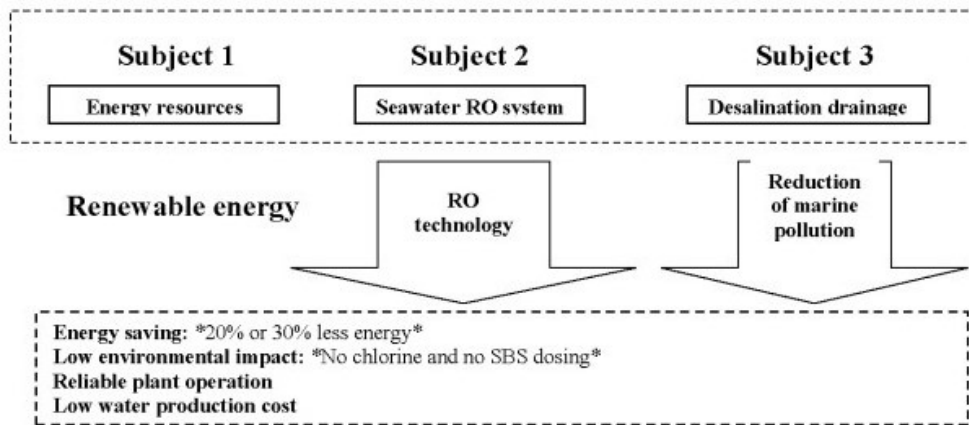 Subject 1
Subject 2
Subject 3
Energy resources
Seawater RO system
Desalination drainage
Renewable energy
RO
technology
Reduction
of marine
pollution
Energy saving: *20% or 30% less energy*
Low environmental impact: *No chlorine and no SBS dosing*
Reliable plant operation
Low water production cost